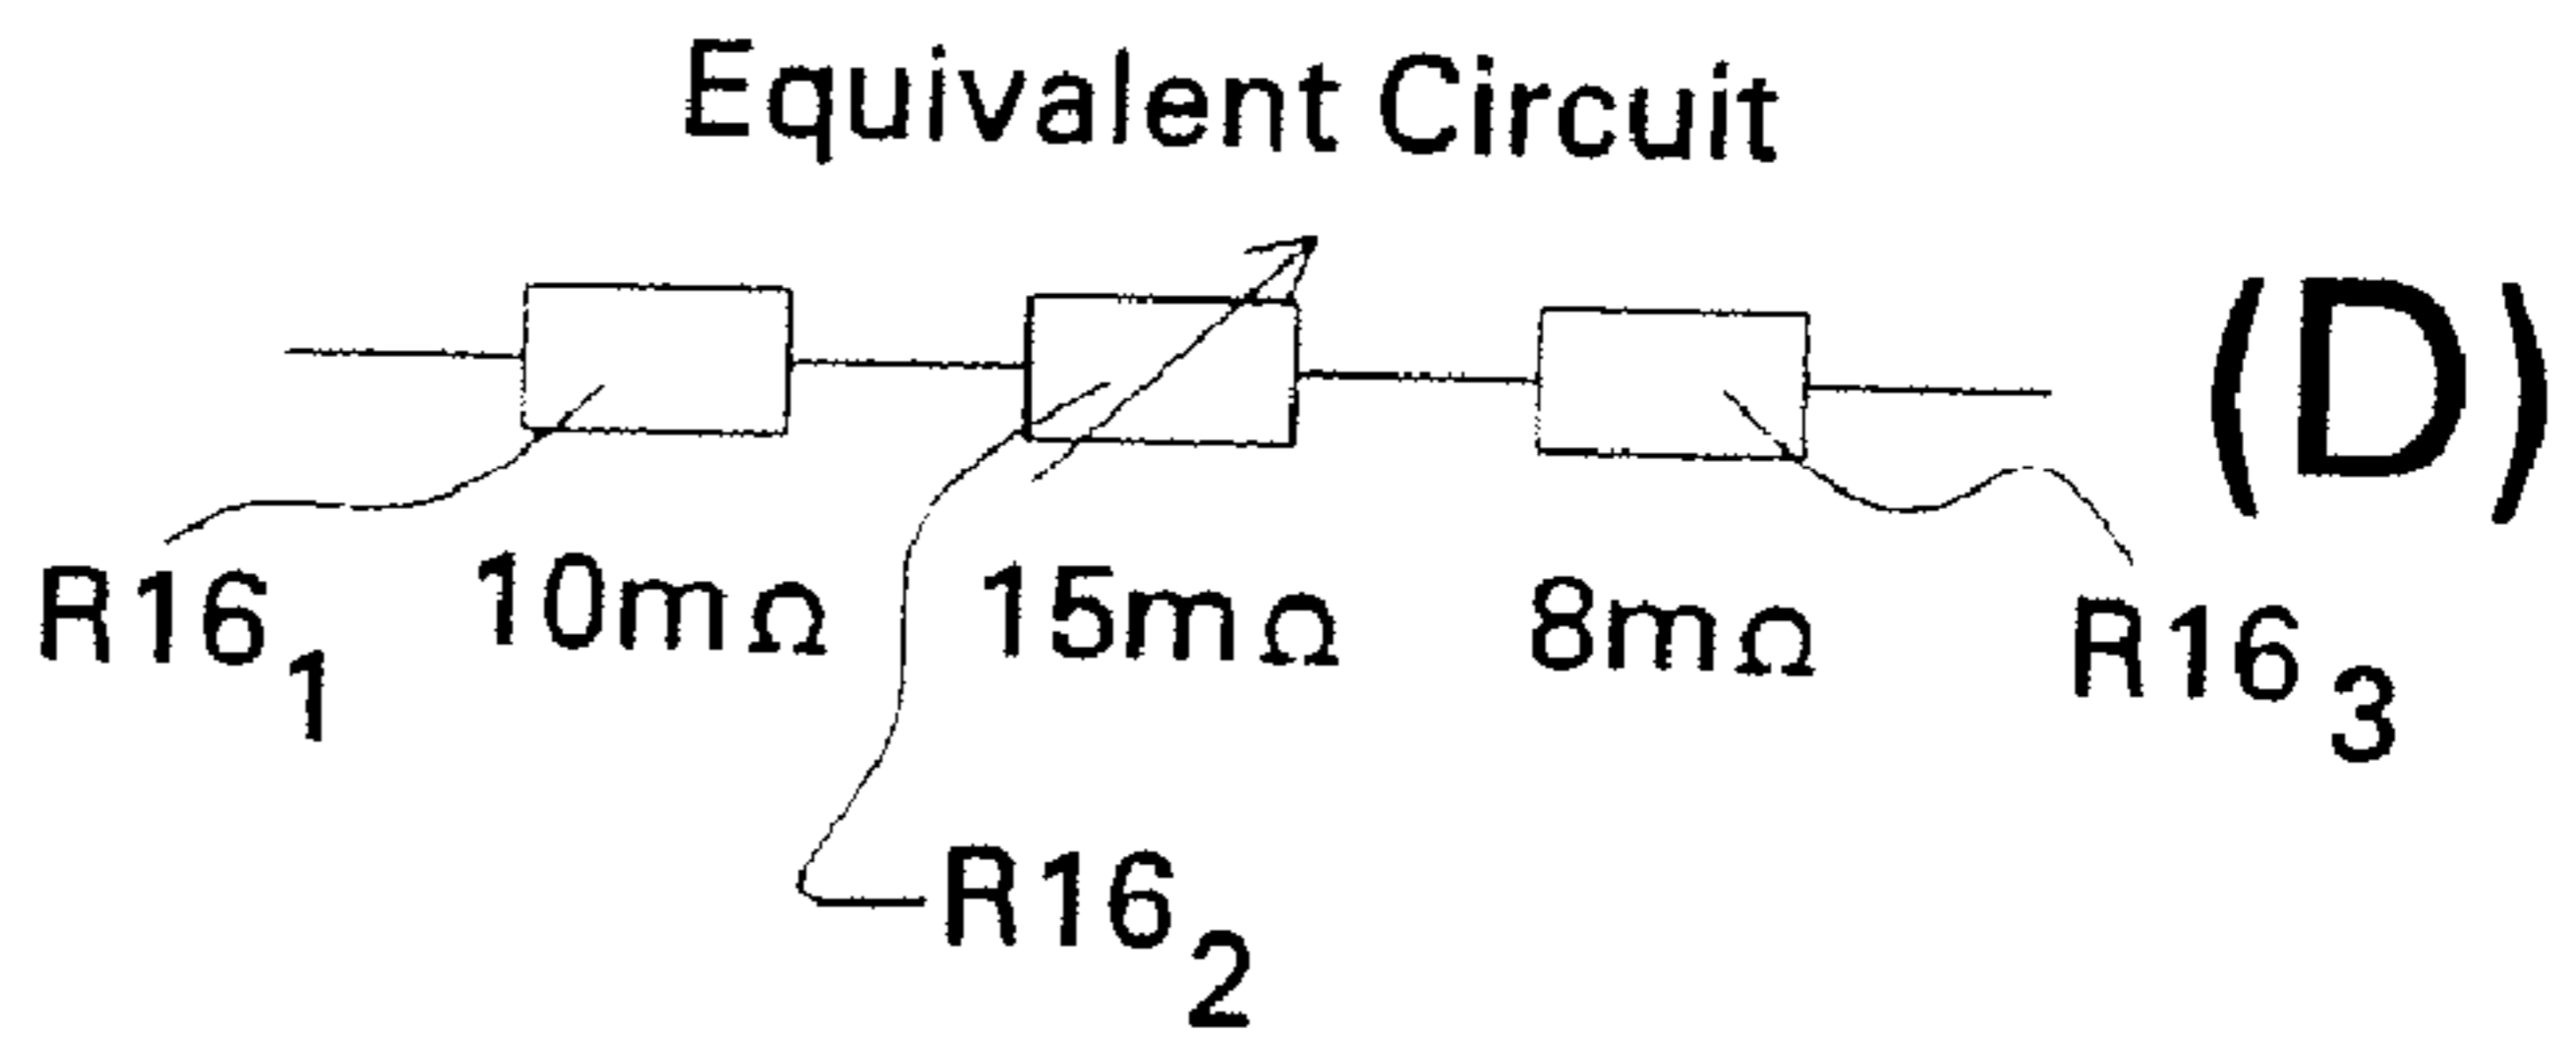 Equivalent Circuit
(D)
R16₁ 10mΩ 15mΩ 8mΩ R16₃
R16₂